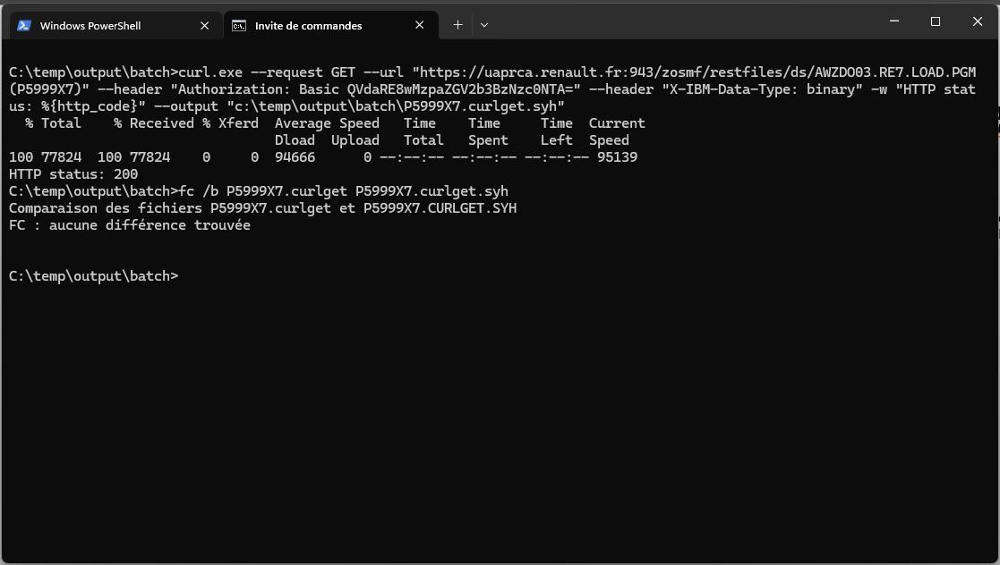 Windows PowerShell
Invite de commandes
C:\temp\output\batch>curl.exe --request GET --url "https://uaprca.renault.fr:943/zosmf/restfiles/ds/AWZDO03.RE7.LOAD.PGM
(P5999X7)" --header "Authorization: Basic QVdaRE8wMzpaZGV2b3BzNzc0NTA=" --header "X-IBM-Data-Type: binary" -w "HTTP stat
us: %{http_code}" --output "c:\temp\output\batch\P5999X7.curlget.syh"
% Total % Received % Xferd Average Speed Time Time Time Current
Dload Upload Total Spent Left Speed
100 77824 100 77824 0 0 94666 0 --:--:-- --:--:-- --:--:-- 95139
HTTP status: 200
C:\temp\output\batch>fc /b P5999X7.curlget P5999X7.curlget.syh
Comparaison des fichiers P5999X7.curlget et P5999X7.CURLGET.SYH
FC : aucune différence trouvée
C:\temp\output\batch>